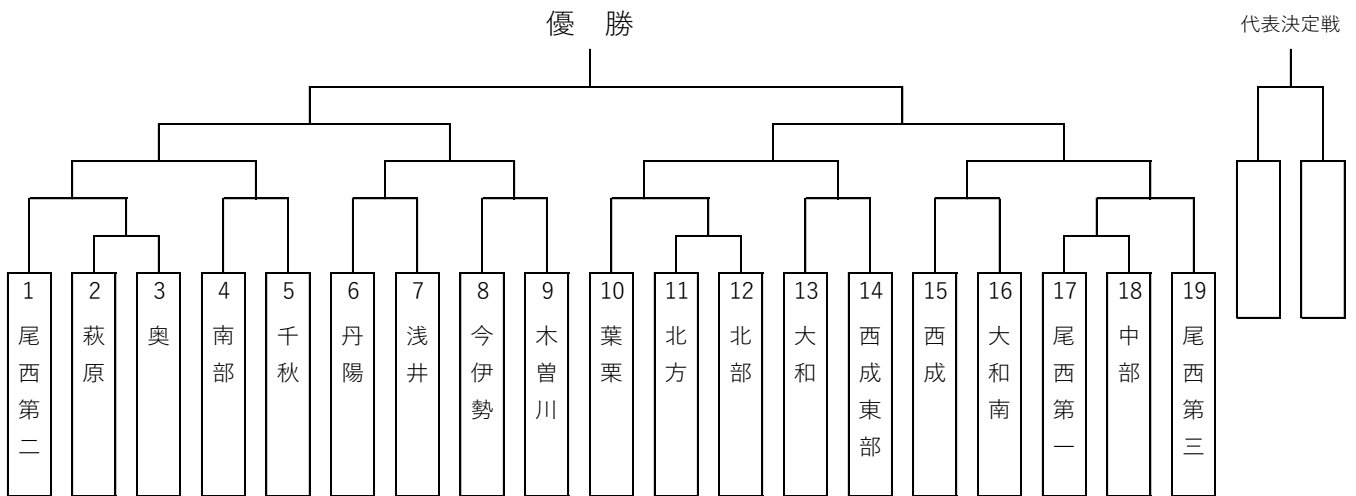 優　勝
代表決定戦
1 尾西第二
2 萩原
3 奥
4 南部
5 千秋
6 丹陽
7 浅井
8 今伊勢
9 木曽川
10 葉栗
11 北方
12 北部
13 大和
14 西成東部
15 西成
16 大和南
17 尾西第一
18 中部
19 尾西第三